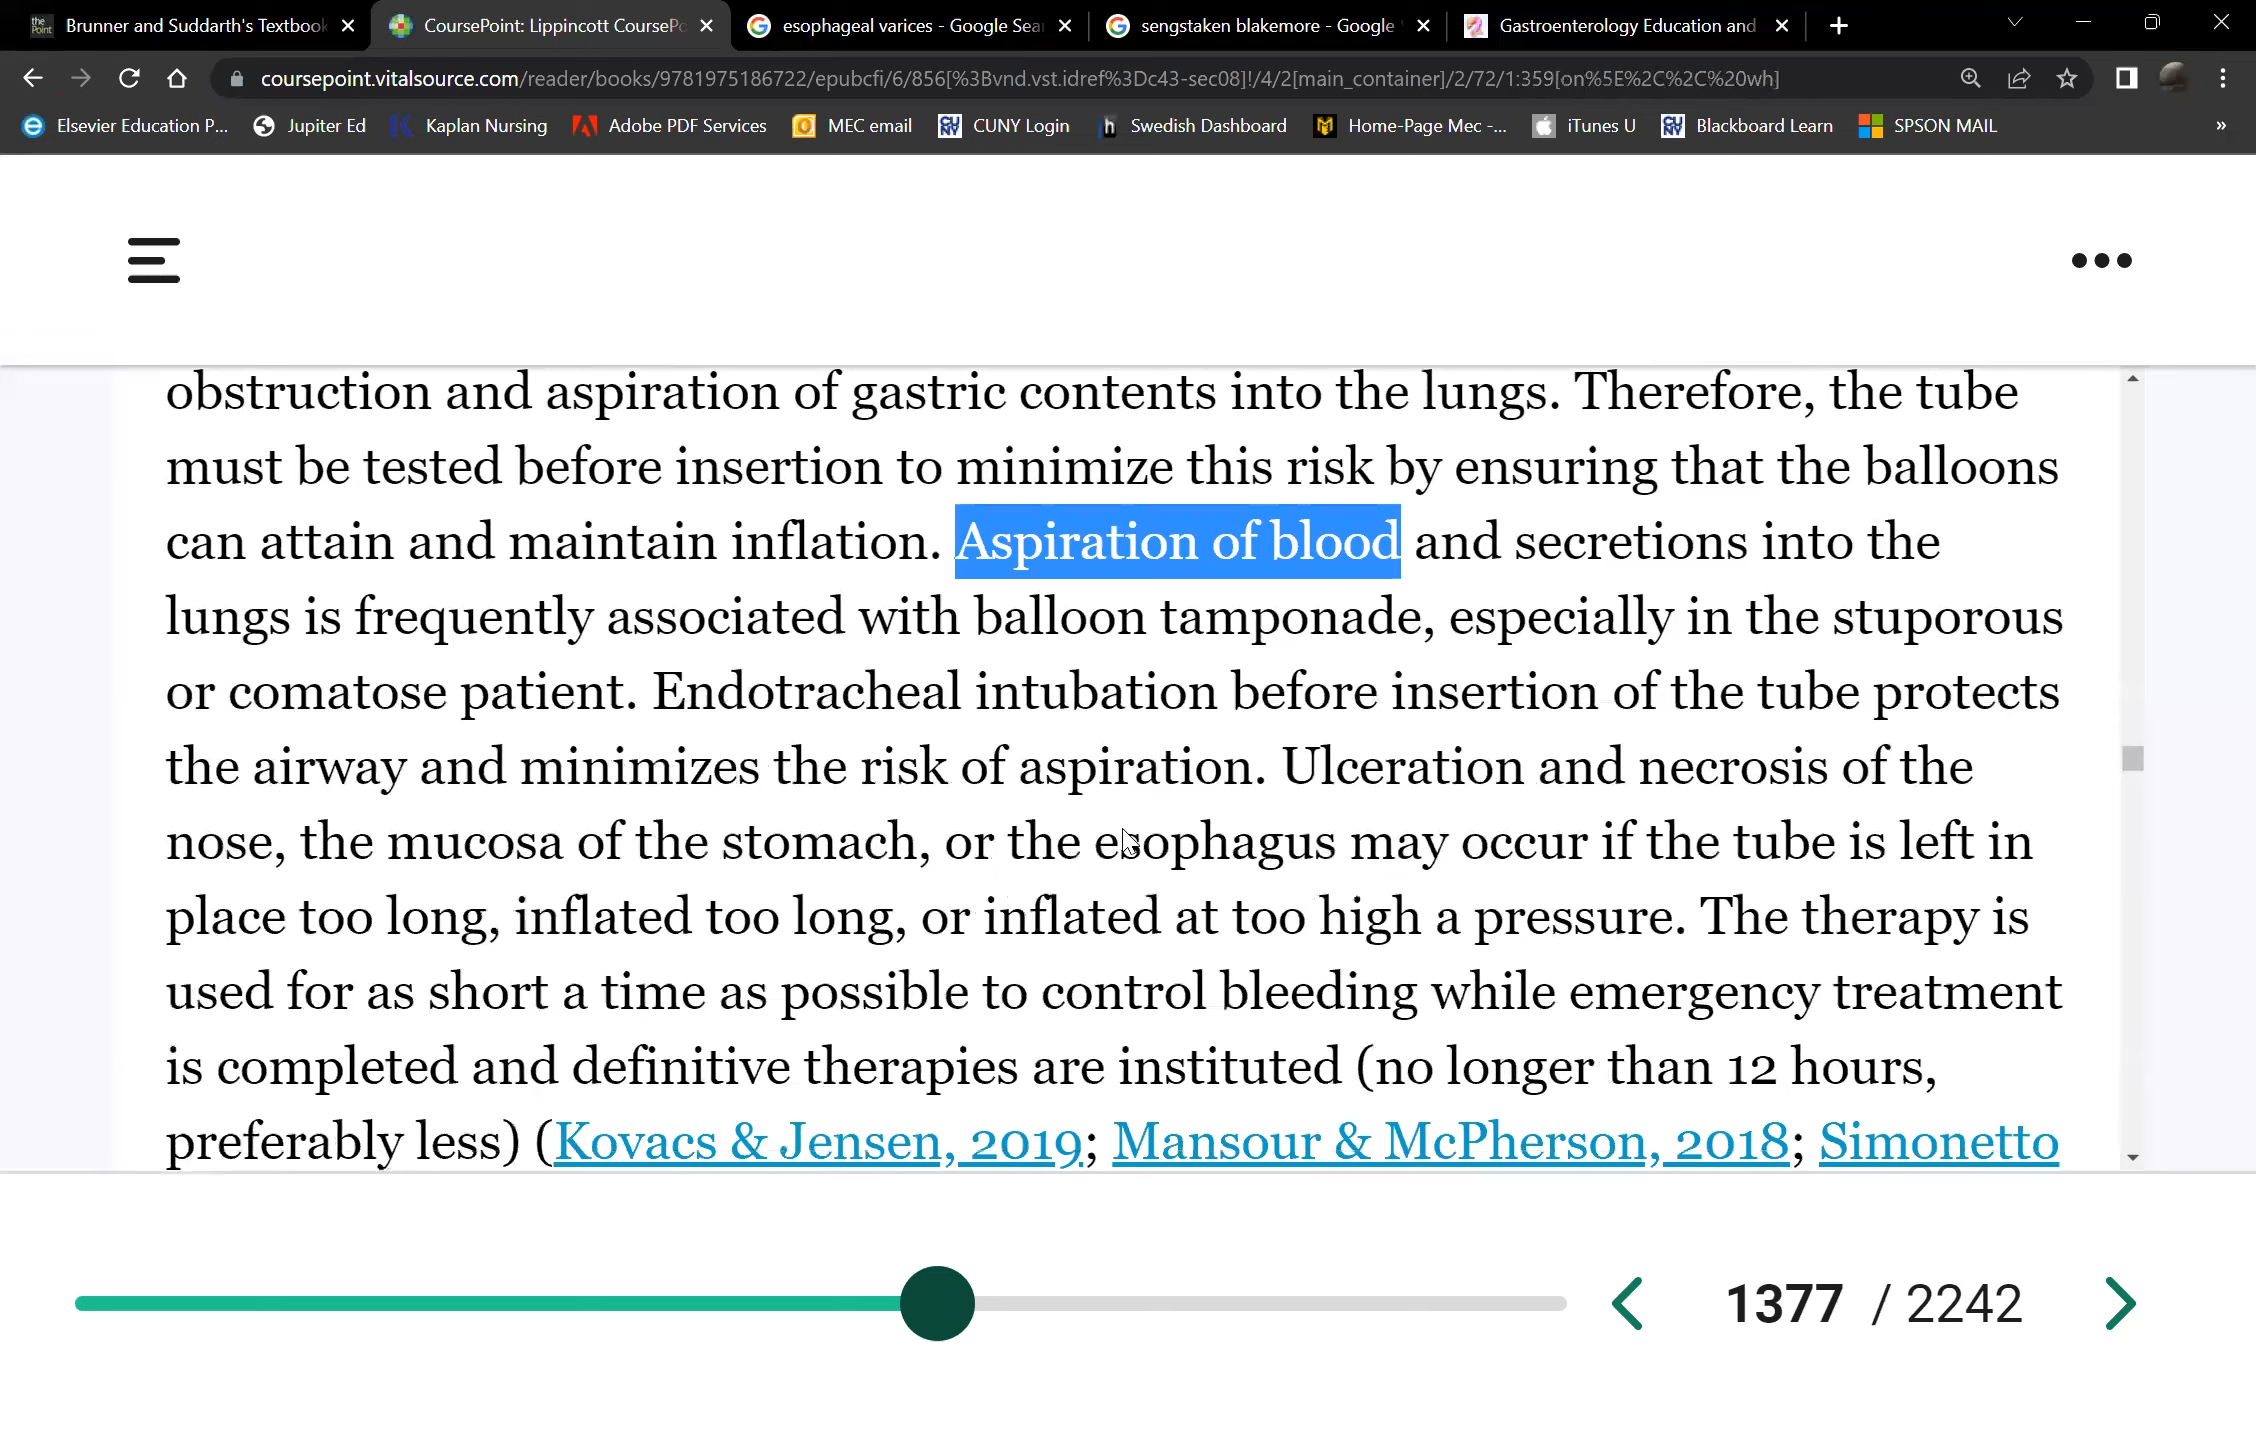 the Point
Brunner and Suddarth's Textbook
CoursePoint: Lippincott CoursePo
esophageal varices - Google Sear
sengstaken blakemore - Google
Gastroenterology Education and
coursepoint.vitalsource.com/reader/books/9781975186722/epubcfi/6/856[%3Bvnd.vst.idref%3Dc43-sec08]!/4/2[main_container]/2/72/1:359[on%5E%2C%2C%20wh]
Elsevier Education P...
Jupiter Ed
Kaplan Nursing
Adobe PDF Services
MEC email
CUNY Login
Swedish Dashboard
Home-Page Mec -...
iTunes U
Blackboard Learn
SPSON MAIL
»
obstruction and aspiration of gastric contents into the lungs. Therefore, the tube
must be tested before insertion to minimize this risk by ensuring that the balloons
can attain and maintain inflation. Aspiration of blood and secretions into the
lungs is frequently associated with balloon tamponade, especially in the stuporous
or comatose patient. Endotracheal intubation before insertion of the tube protects
the airway and minimizes the risk of aspiration. Ulceration and necrosis of the
nose, the mucosa of the stomach, or the esophagus may occur if the tube is left in
place too long, inflated too long, or inflated at too high a pressure. The therapy is
used for as short a time as possible to control bleeding while emergency treatment
is completed and definitive therapies are instituted (no longer than 12 hours,
preferably less) (Kovacs & Jensen, 2019; Mansour & McPherson, 2018; Simonetto
1377 / 2242